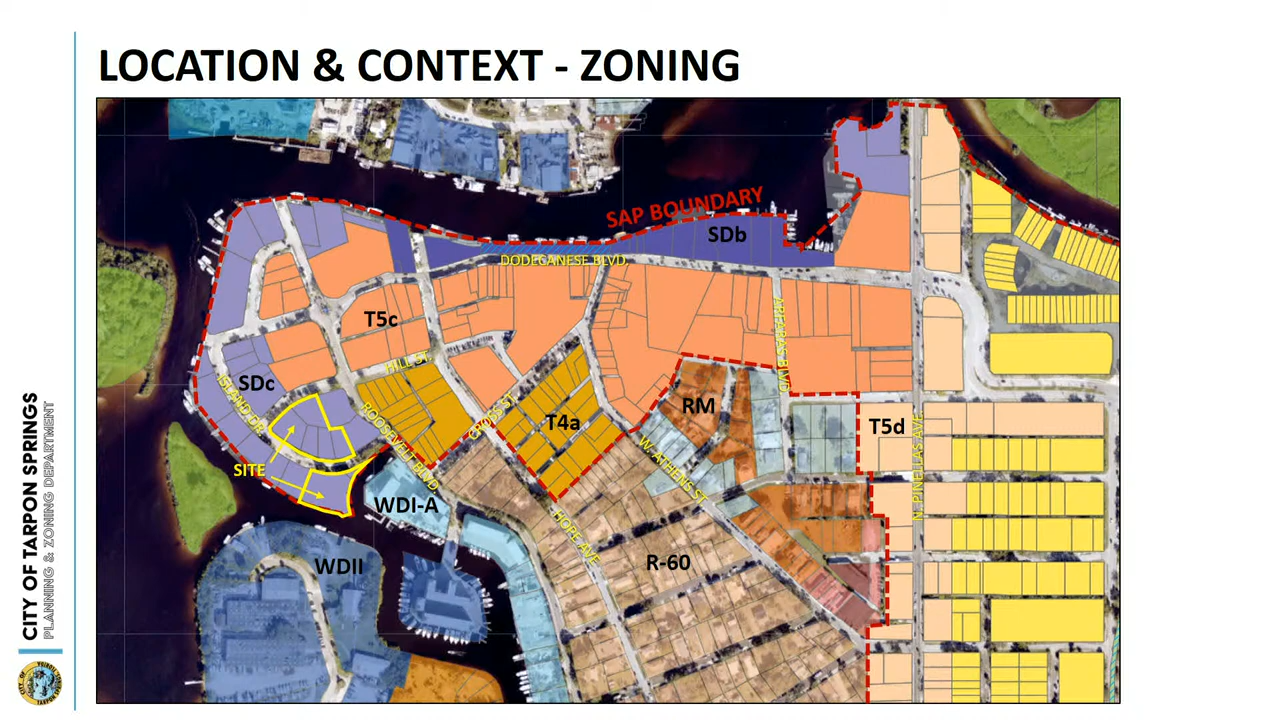 LOCATION & CONTEXT - ZONING
SAP BOUNDARY
SDb
DODECANESE BLVD.
T5c
HILL ST.
SDc
ISLAND DR.
ROOSEVELT BLVD.
CROSS ST.
T4a
RM
T5d
N. PINELLAS AVE
W. ATHENS ST
SITE
WDI-A
HOPE AVE
WDII
R-60
CITY OF TARPON SPRINGS
PLANNING & ZONING DEPARTMENT